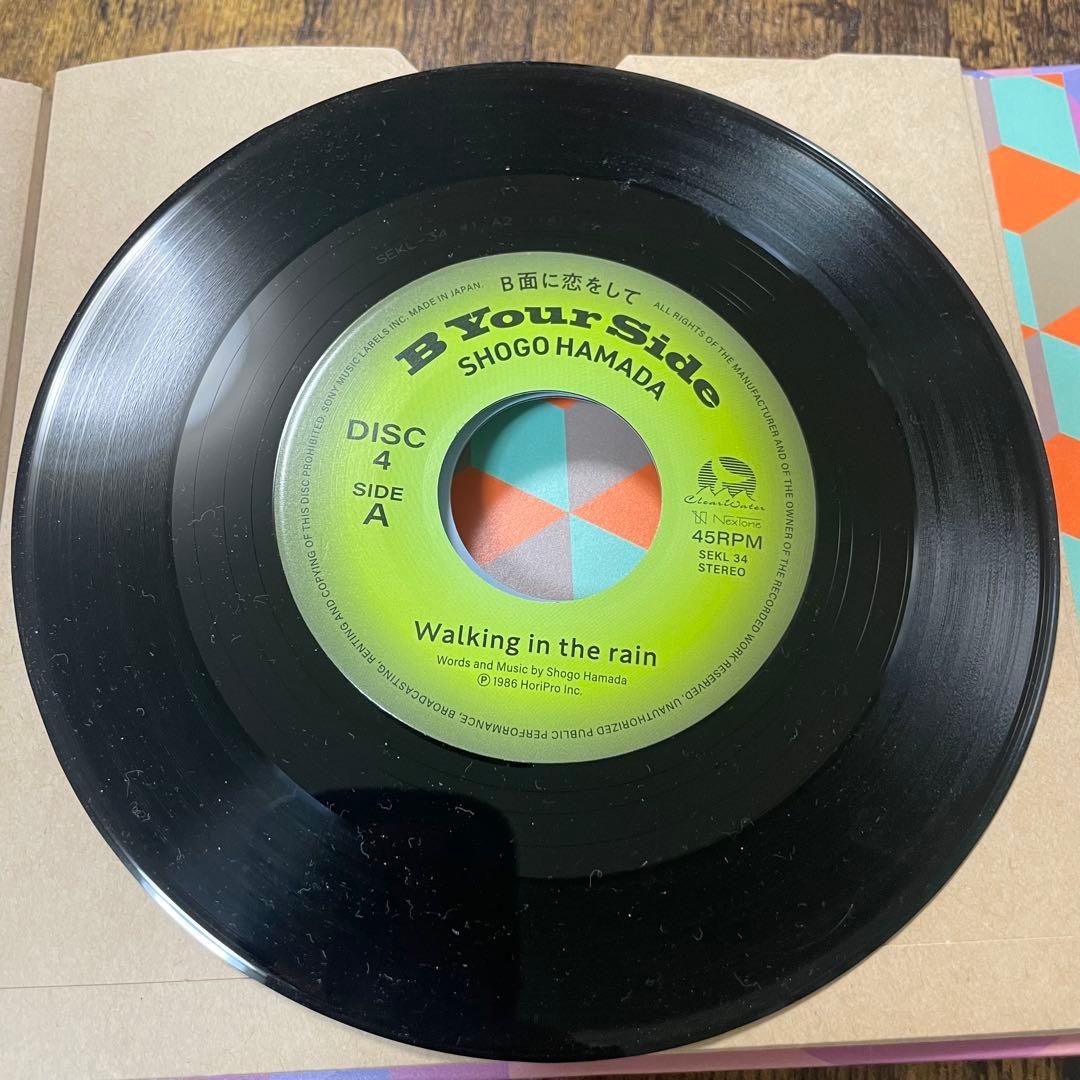 SEKL-34
B面に恋をして
B Your Side
SHOGO HAMADA
DISC
4
SIDE
A
ClearWater
NexTone
45RPM
SEKL 34
STEREO
Walking in the rain
Words and Music by Shogo Hamada
Ⓟ 1986 HoriPro Inc.
ALL RIGHTS OF THE MANUFACTURER AND OF THE OWNER OF THE RECORDED WORK RESERVED. UNAUTHORIZED PUBLIC PERFORMANCE, BROADCASTING, RENTING AND COPYING OF THIS DISC PROHIBITED. SONY MUSIC LABELS INC. MADE IN JAPAN.